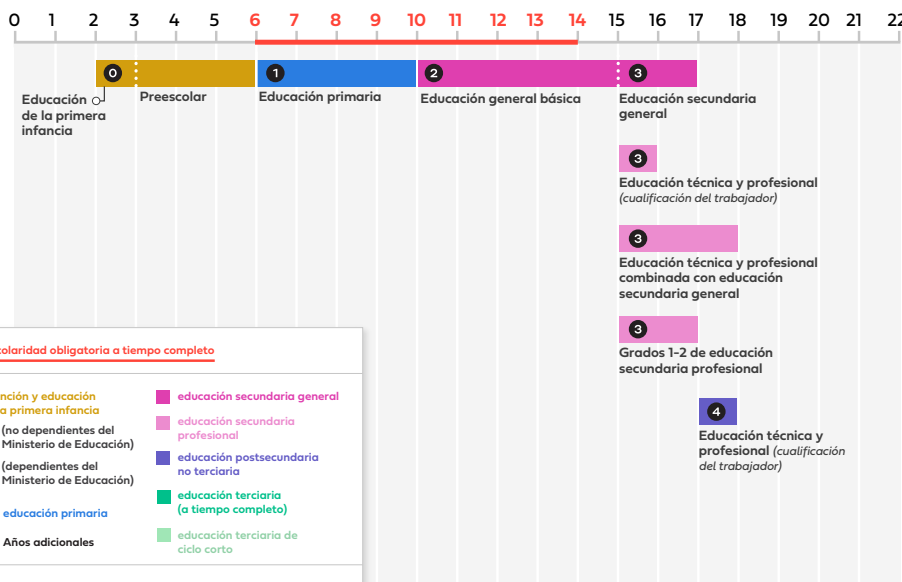 0 1 2 3 4 5 6 7 8 9 10 11 12 13 14 15 16 17 18 19 20 21 22
0 1 2 3
Educación
de la primera
infancia
Preescolar
Educación primaria
Educación general básica
Educación secundaria
general
3
Educación técnica y profesional
(cualificación del trabajador)
3
Educación técnica y profesional
combinada con educación
secundaria general
3
Grados 1-2 de educación
secundaria profesional
4
Educación técnica y
profesional (cualificación
del trabajador)
colaridad obligatoria a tiempo completo
nción y educación
a primera infancia
(no dependientes del
Ministerio de Educación)
(dependientes del
Ministerio de Educación)
educación primaria
Años adicionales
educación secundaria general
educación secundaria
profesional
educación postsecundaria
no terciaria
educación terciaria
(a tiempo completo)
educación terciaria de
ciclo corto